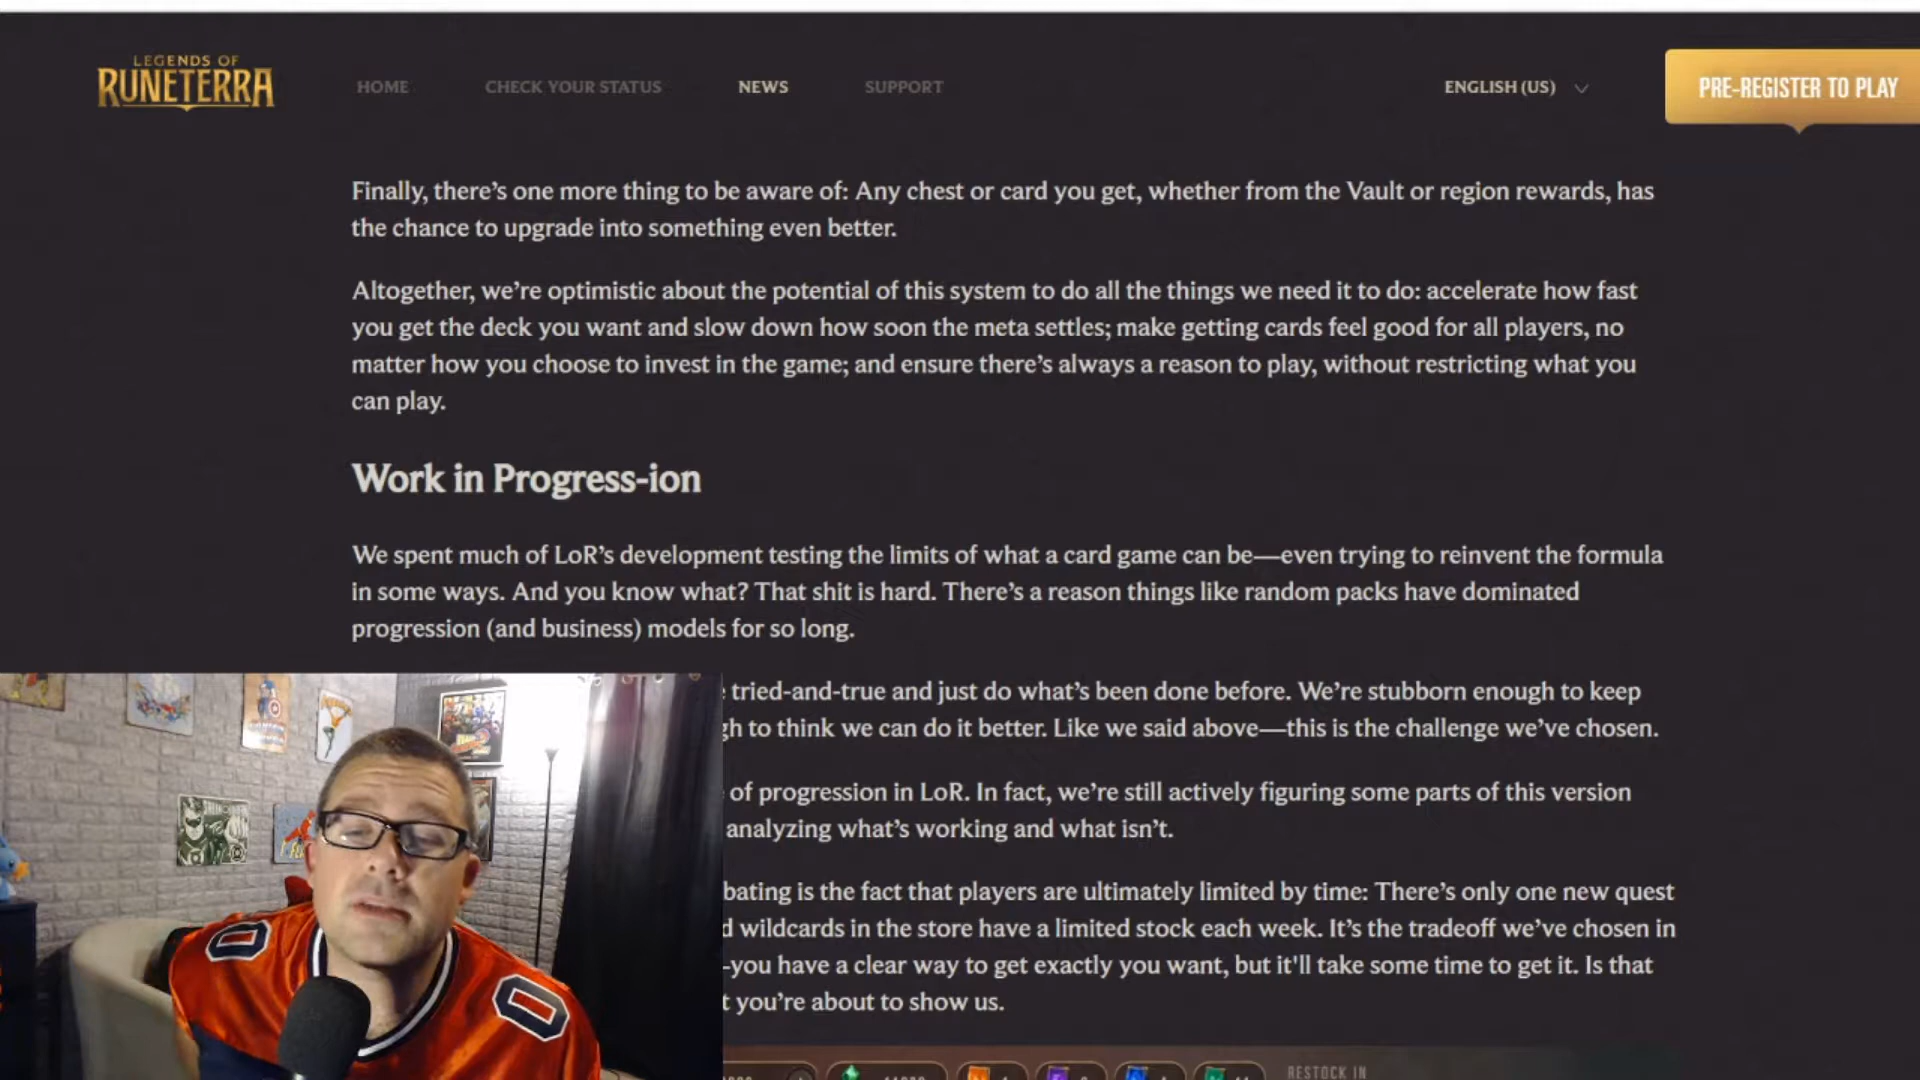 LEGENDS OF
RUNETERRA
HOME
CHECK YOUR STATUS
NEWS
SUPPORT
ENGLISH (US)
PRE-REGISTER TO PLAY
Finally, there’s one more thing to be aware of: Any chest or card you get, whether from the Vault or region rewards, has
the chance to upgrade into something even better.
Altogether, we’re optimistic about the potential of this system to do all the things we need it to do: accelerate how fast
you get the deck you want and slow down how soon the meta settles; make getting cards feel good for all players, no
matter how you choose to invest in the game; and ensure there’s always a reason to play, without restricting what you
can play.
Work in Progress-ion
We spent much of LoR’s development testing the limits of what a card game can be—even trying to reinvent the formula
in some ways. And you know what? That shit is hard. There’s a reason things like random packs have dominated
progression (and business) models for so long.
tried-and-true and just do what’s been done before. We’re stubborn enough to keep
to think we can do it better. Like we said above—this is the challenge we’ve chosen.
of progression in LoR. In fact, we’re still actively figuring some parts of this version
analyzing what’s working and what isn’t.
bating is the fact that players are ultimately limited by time: There’s only one new quest
wildcards in the store have a limited stock each week. It’s the tradeoff we’ve chosen in
—you have a clear way to get exactly you want, but it'll take some time to get it. Is that
you’re about to show us.
RESTOCK IN
0
0